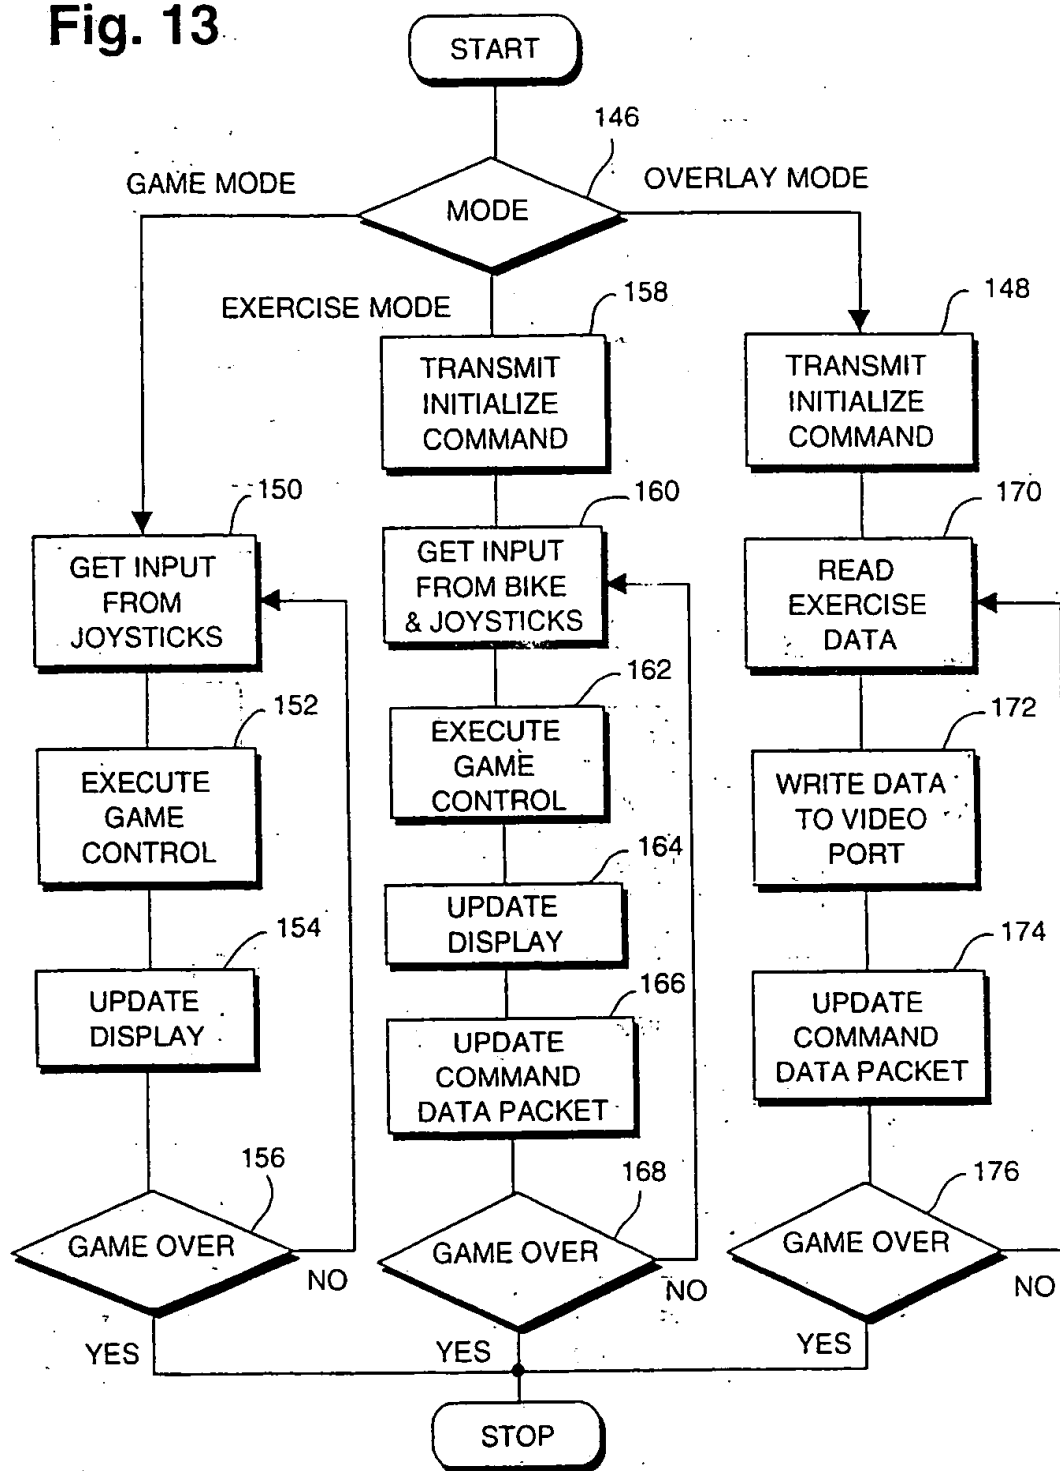 Fig. 13
START
146
GAME MODE
OVERLAY MODE
MODE
EXERCISE MODE
158
148
TRANSMIT
INITIALIZE
COMMAND
TRANSMIT
INITIALIZE
COMMAND
150
GET INPUT
FROM
JOYSTICKS
160
GET INPUT
FROM BIKE
& JOYSTICKS
170
READ
EXERCISE
DATA
152
EXECUTE
GAME
CONTROL
162
EXECUTE
GAME
CONTROL
172
WRITE DATA
TO VIDEO
PORT
154
UPDATE
DISPLAY
164
UPDATE
DISPLAY
166
UPDATE
COMMAND
DATA PACKET
174
UPDATE
COMMAND
DATA PACKET
156
GAME OVER
NO
YES
168
GAME OVER
NO
YES
176
GAME OVER
NO
YES
STOP